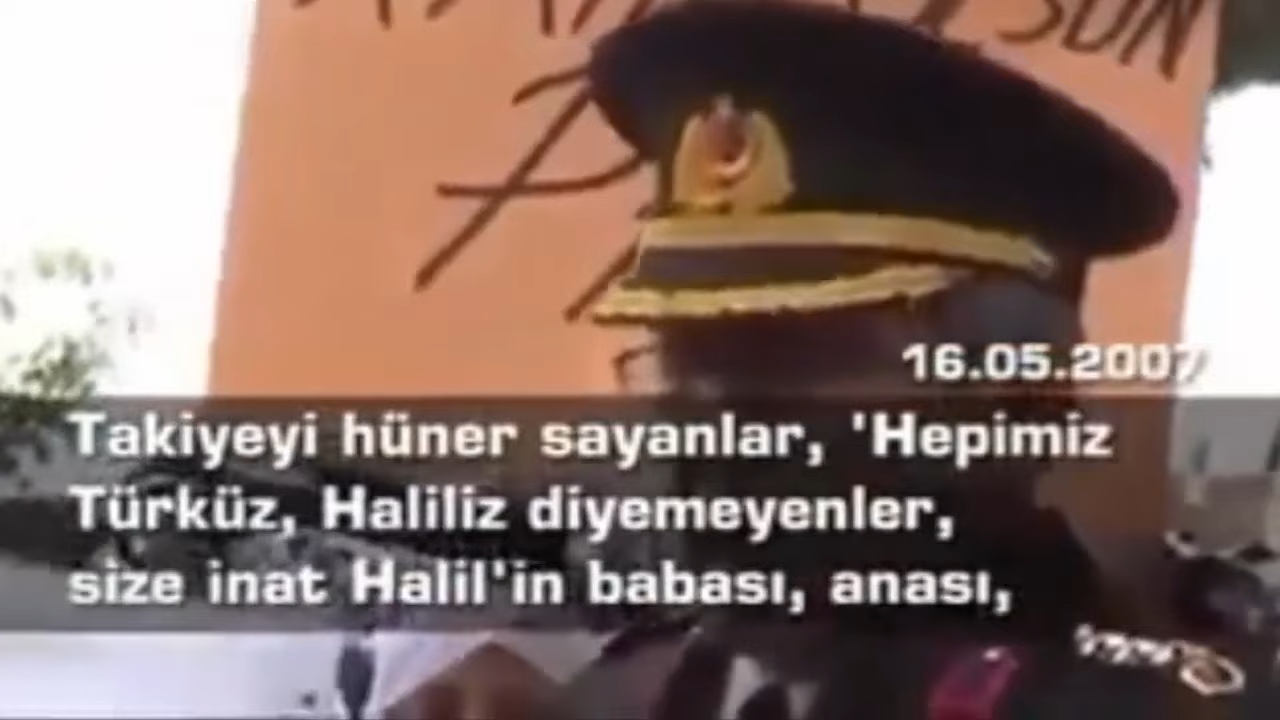 16.05.2007
Takiyeyi hüner sayanlar, 'Hepimiz
Türküz, Haliliz diyemeyenler,
size inat Halil'in babası, anası,